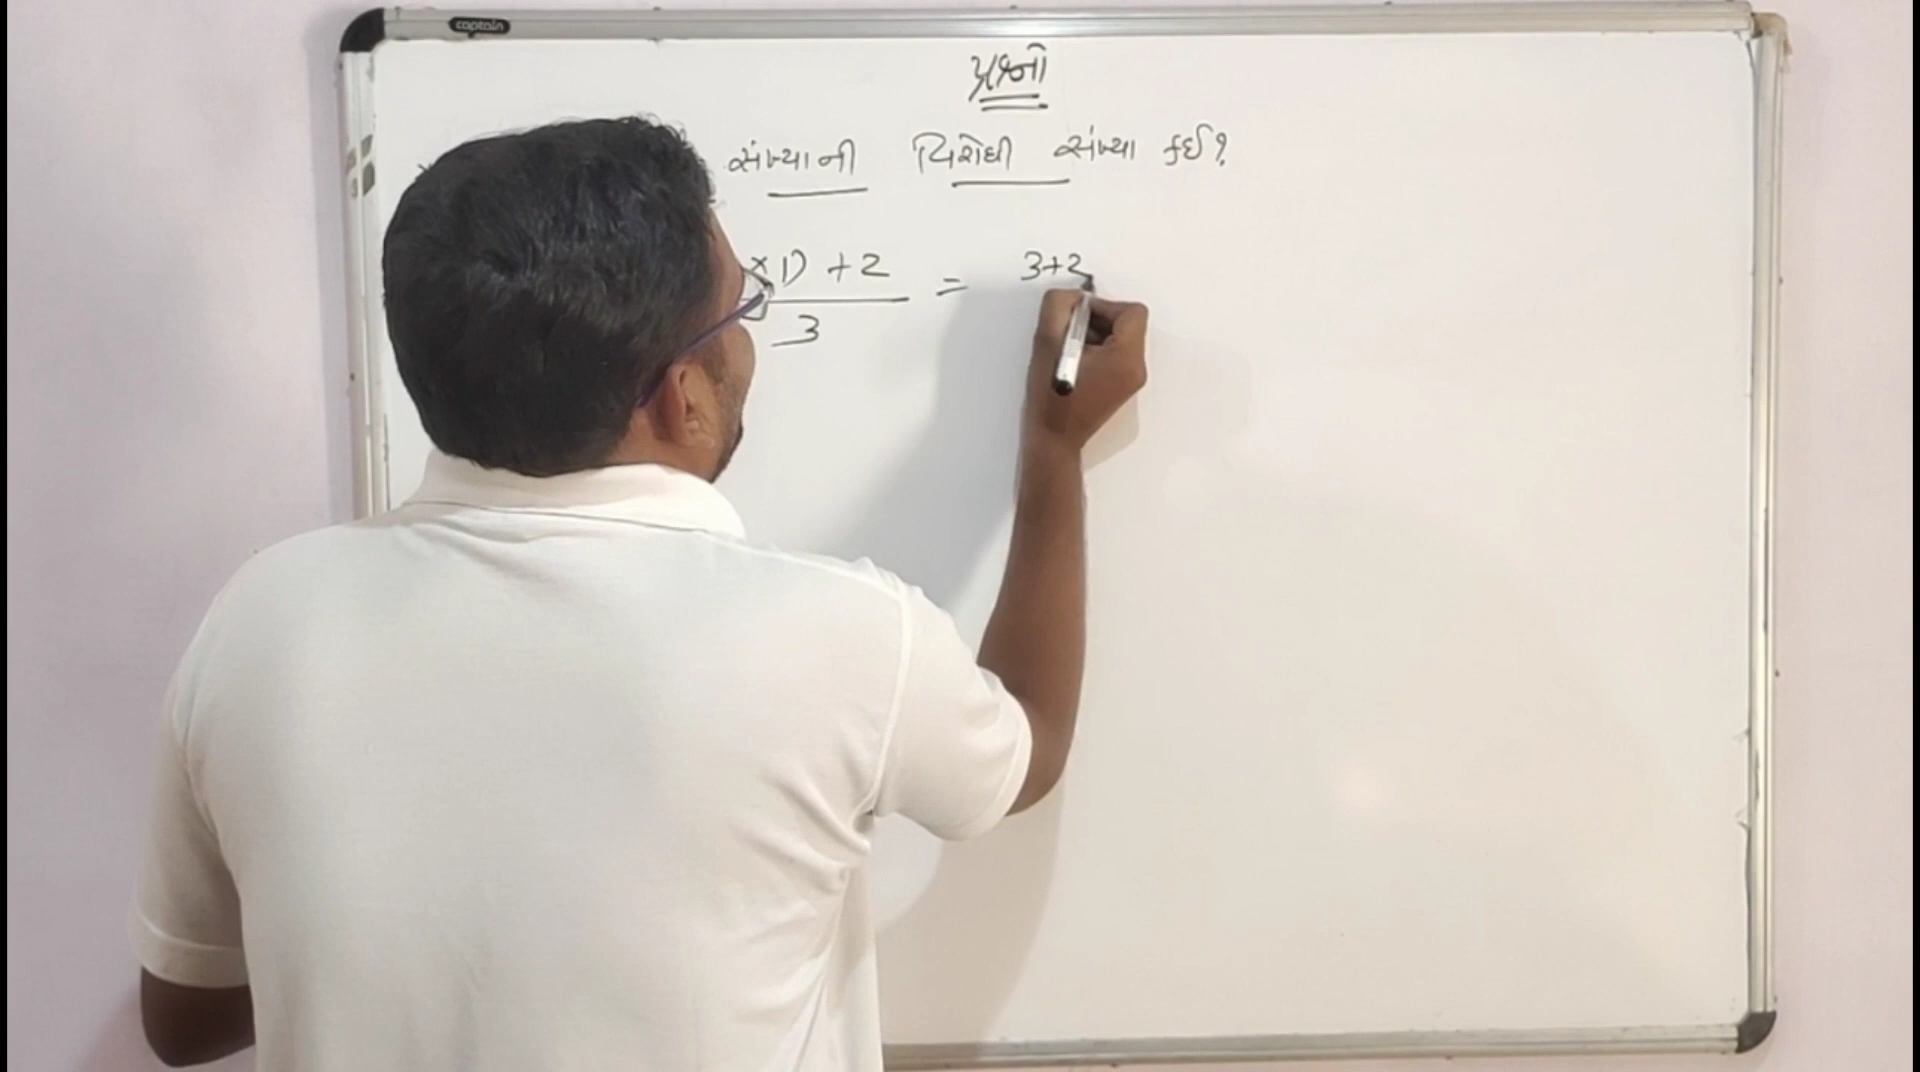 captain
પ્રશ્નો
સંખ્યાની વિરોધી સંખ્યા કઈ?
×1) + 2 = 3+2
3